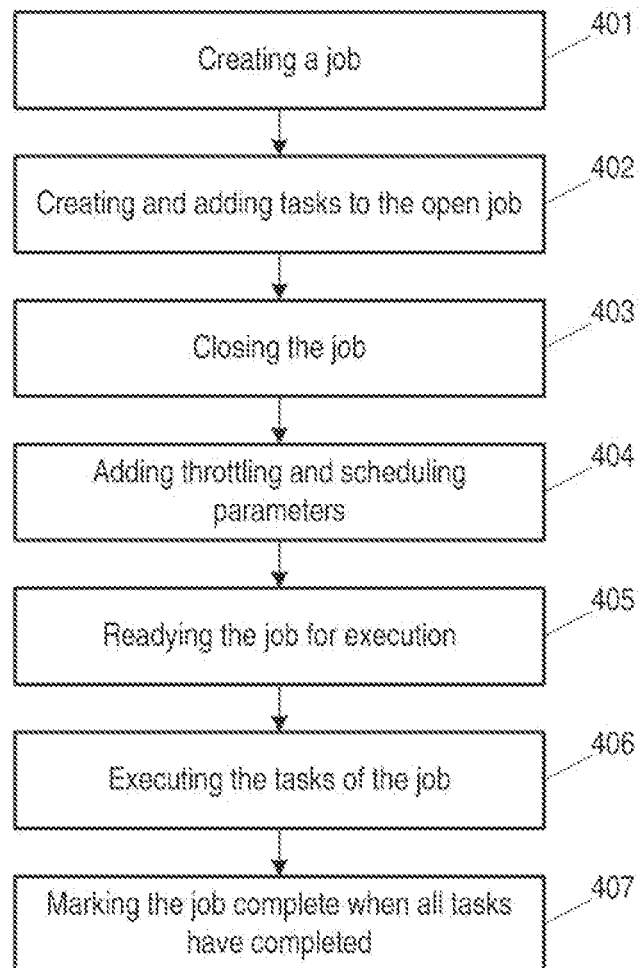 401
Creating a job
402
Creating and adding tasks to the open job
403
Closing the job
404
Adding throttling and scheduling
parameters
405
Readying the job for execution
406
Executing the tasks of the job
407
Marking the job complete when all tasks
have completed